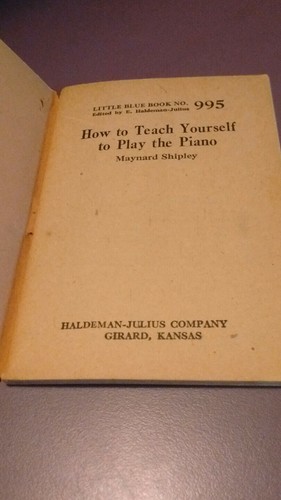 LITTLE BLUE BOOK NO. 995
Edited by E. Haldeman-Julius
How to Teach Yourself
to Play the Piano
Maynard Shipley
HALDEMAN-JULIUS COMPANY
GIRARD, KANSAS